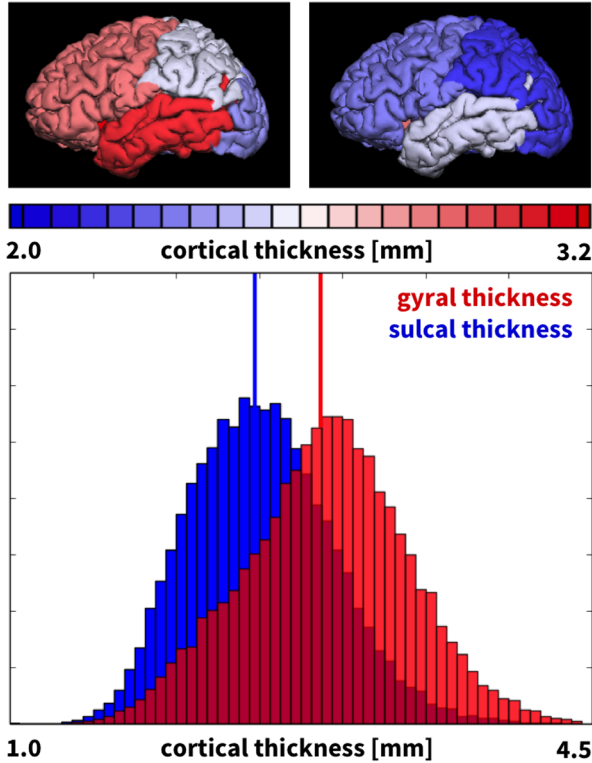 2.0 cortical thickness [mm] 3.2
gyral thickness
sulcal thickness
1.0 cortical thickness [mm] 4.5